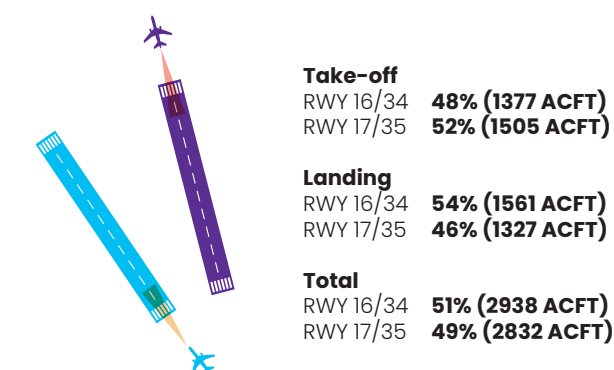 Take-off
RWY 16/34 48% (1377 ACFT)
RWY 17/35 52% (1505 ACFT)
Landing
RWY 16/34 54% (1561 ACFT)
RWY 17/35 46% (1327 ACFT)
Total
RWY 16/34 51% (2938 ACFT)
RWY 17/35 49% (2832 ACFT)